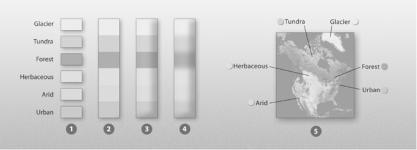 Glacier
Tundra
Forest
Herbaceous
Arid
Urban
1 2 3 4
Tundra Glacier
Herbaceous Forest
Urban
Arid
5